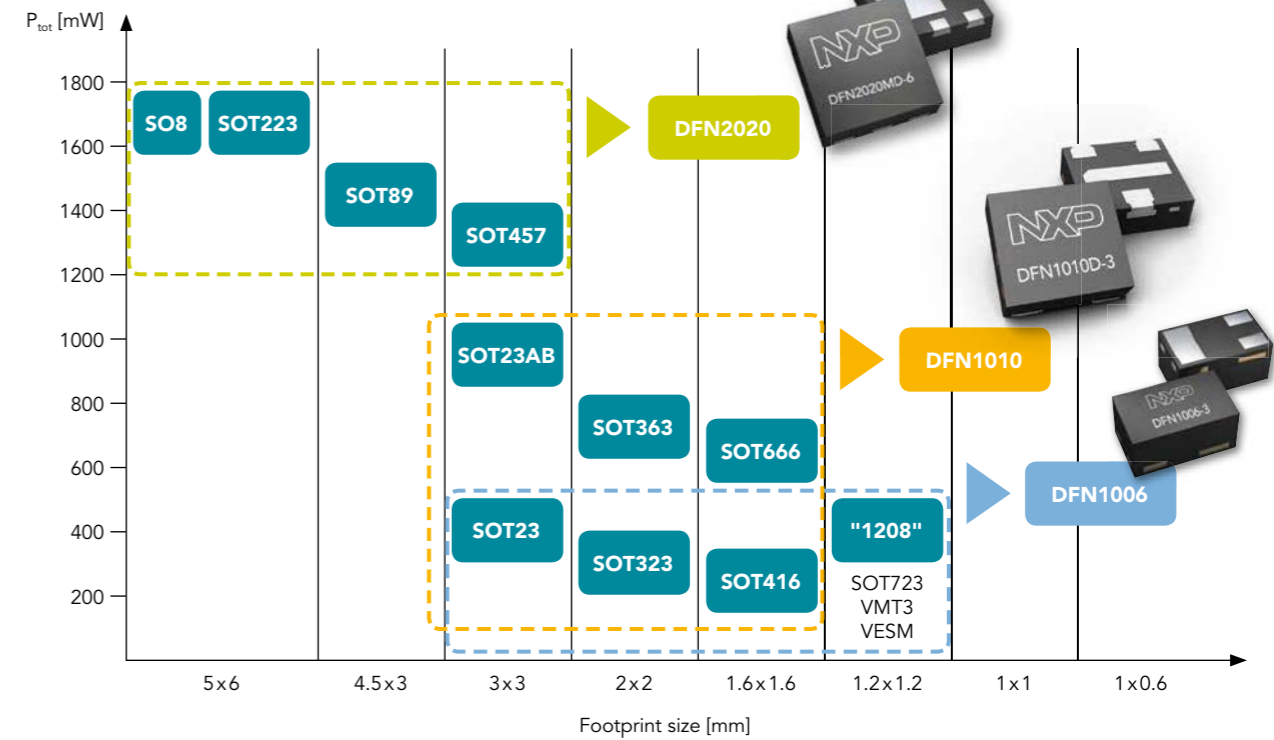 Ptot [mW]
1800
1600
1400
1200
1000
800
600
400
200
SO8
SOT223
SOT89
SOT457
DFN2020
NXP
DFN2020MD-6
SOT23AB
SOT363
SOT666
DFN1010
NXP
DFN1010D-3
SOT23
SOT323
SOT416
"1208"
SOT723
VMT3
VESM
DFN1006
NXP
DFN1006-3
5x6
4.5x3
3x3
2x2
1.6x1.6
1.2x1.2
1x1
1x0.6
Footprint size [mm]